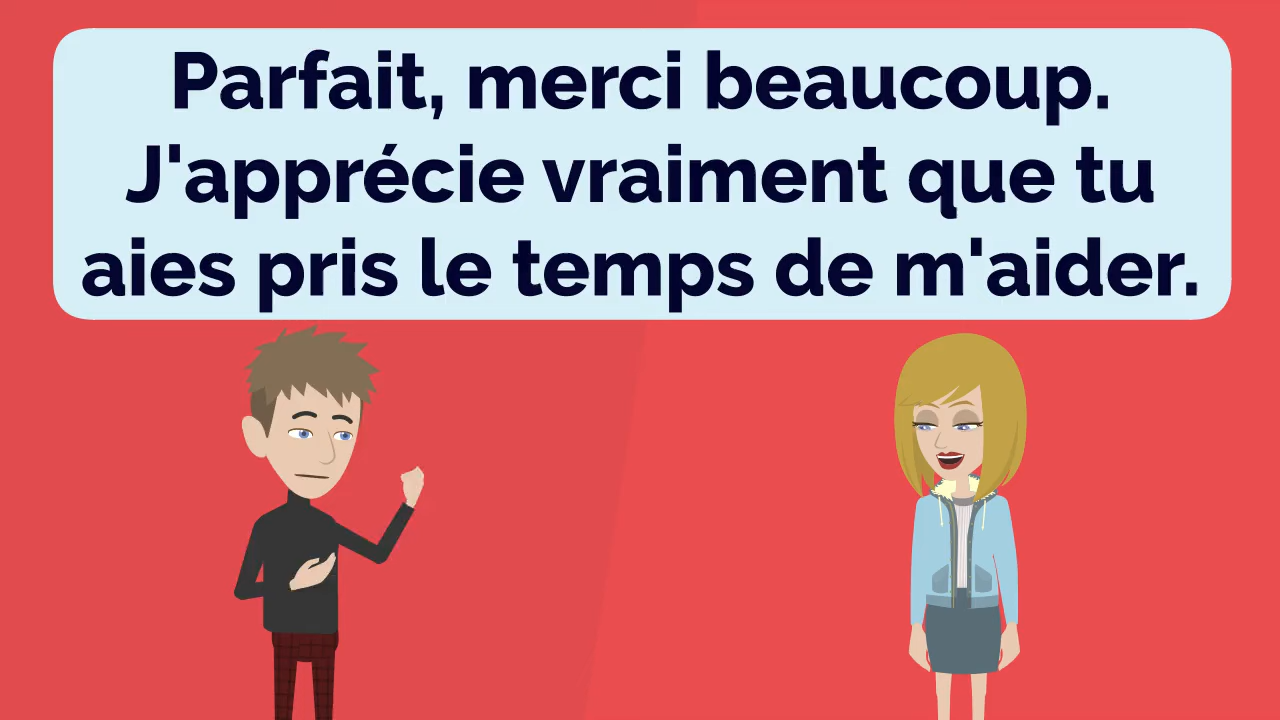 Parfait, merci beaucoup.
J'apprécie vraiment que tu
aies pris le temps de m'aider.